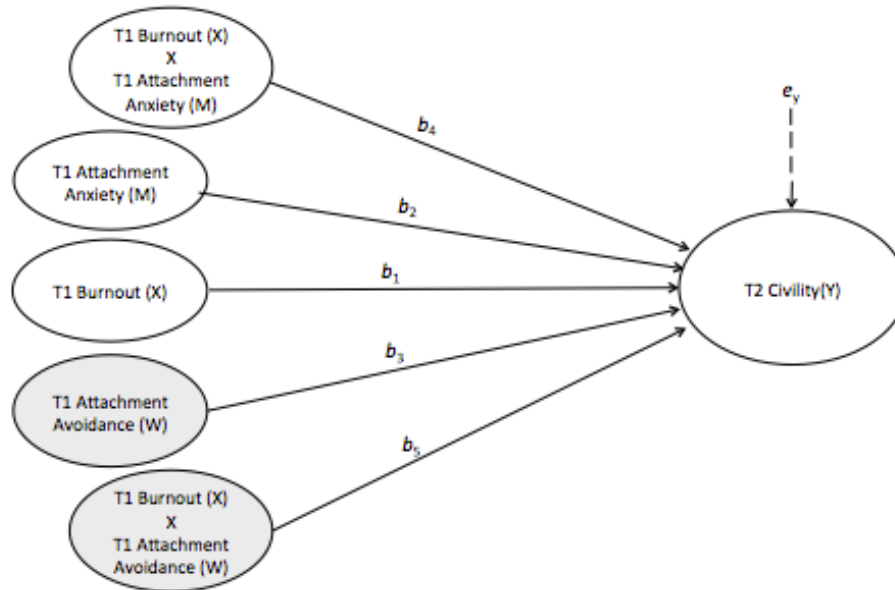 T1 Burnout (X)
X
T1 Attachment
Anxiety (M)
b4
ey
T1 Attachment
Anxiety (M)
b2
T1 Burnout (X)
b1
T2 Civility(Y)
b3
T1 Attachment
Avoidance (W)
b5
T1 Burnout (X)
X
T1 Attachment
Avoidance (W)